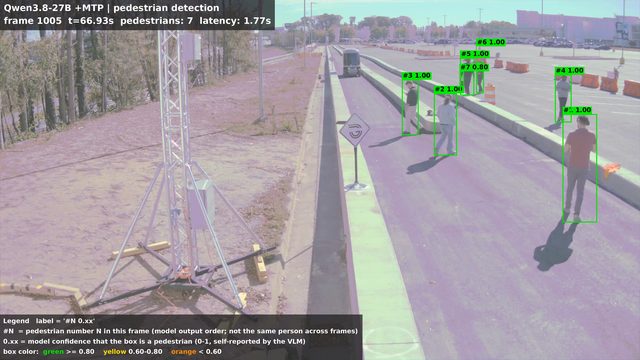 Qwen3.8-27B +MTP | pedestrian detection
frame 1005 t=66.93s pedestrians: 7 latency: 1.77s
#6 1.00
#5 1.00
#7 0.80
#4 1.00
#3 1.00
#2 1.00
1.00
Legend label = '#N 0.xx'
#N = pedestrian number N in this frame (model output order; not the same person across frames)
0.xx = model confidence that the box is a pedestrian (0-1, self-reported by the VLM)
box color: green >= 0.80 yellow 0.60-0.80 orange < 0.60